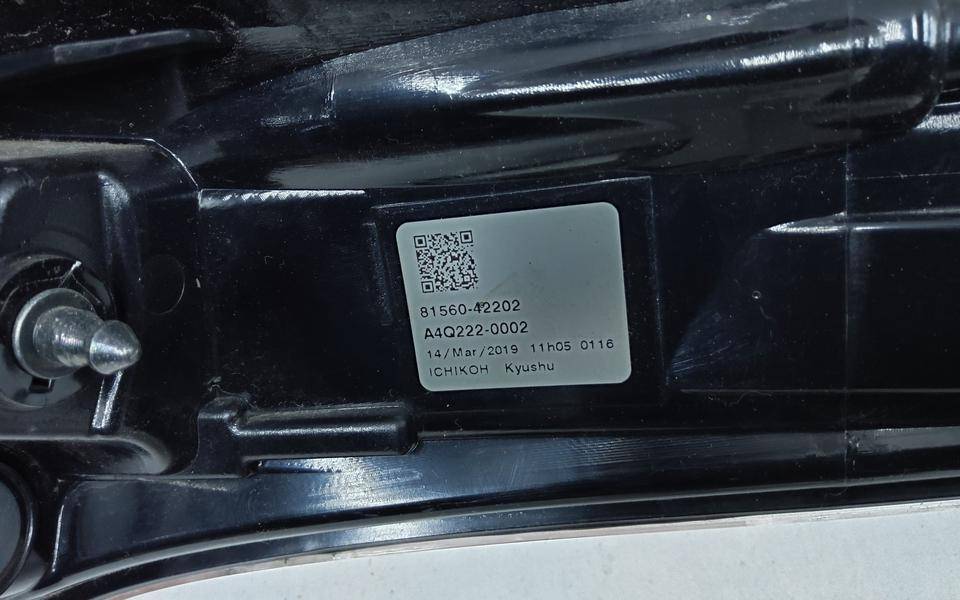 81560-42202
A4Q222-0002
14/Mar/2019 11h05 0116
ICHIKOH Kyushu